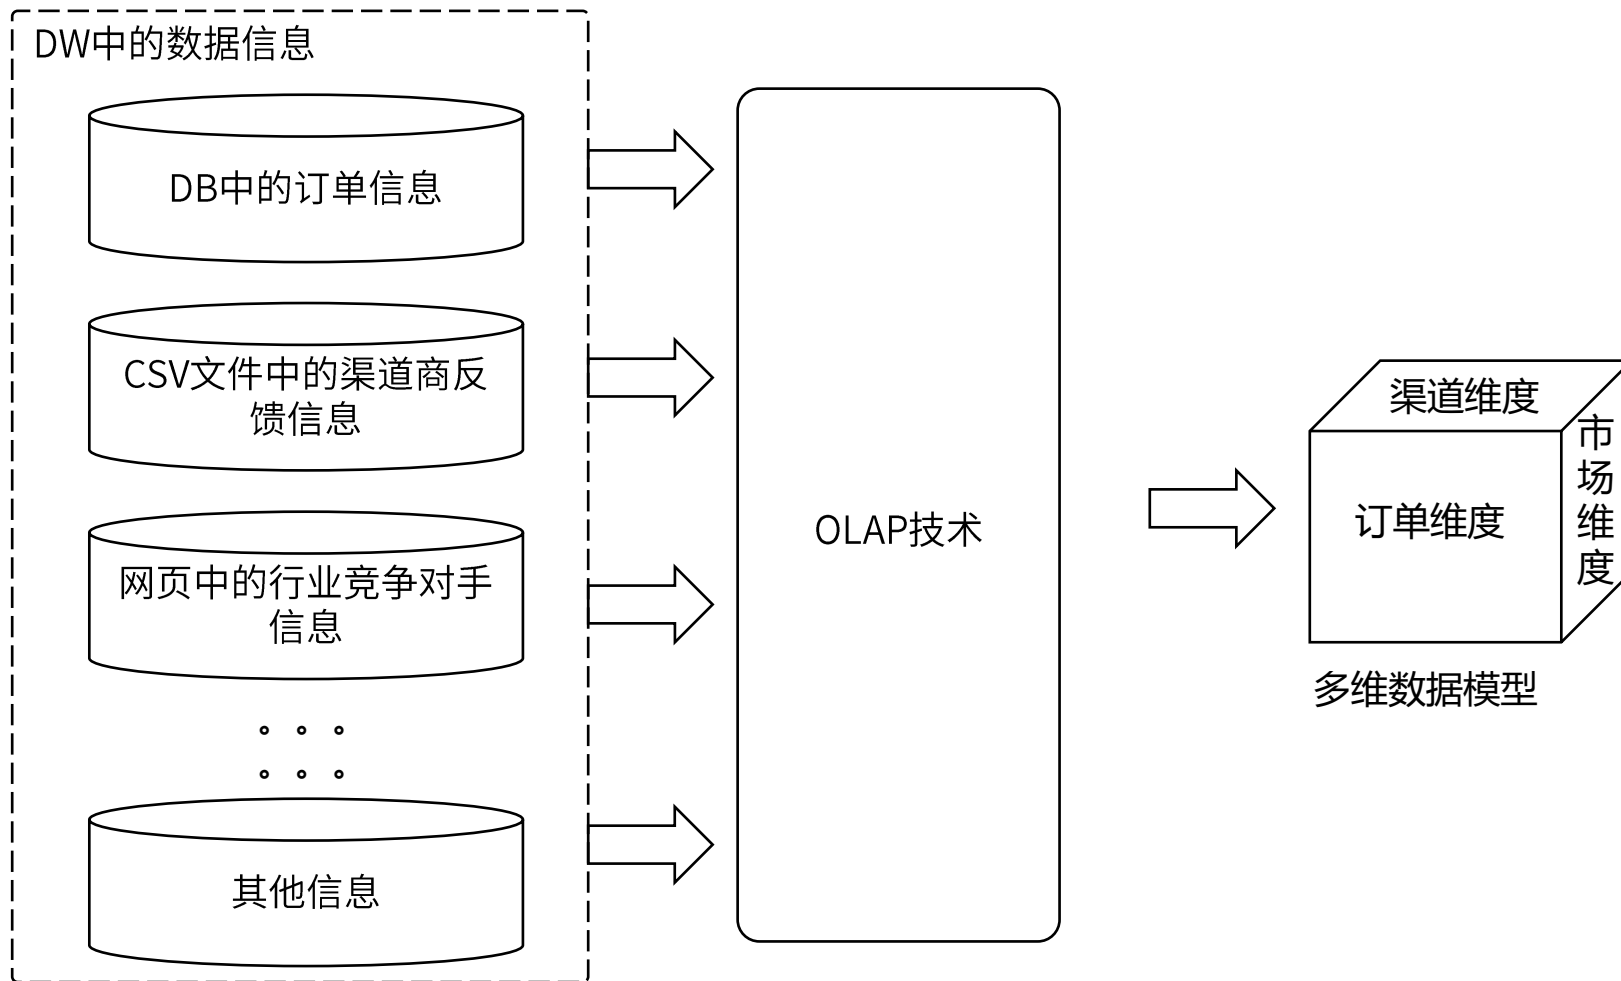 DW中的数据信息
DB中的订单信息
CSV文件中的渠道商反
馈信息
网页中的行业竞争对手
信息
其他信息
OLAP技术
渠道维度
订单维度
市
场
维
度
多维数据模型